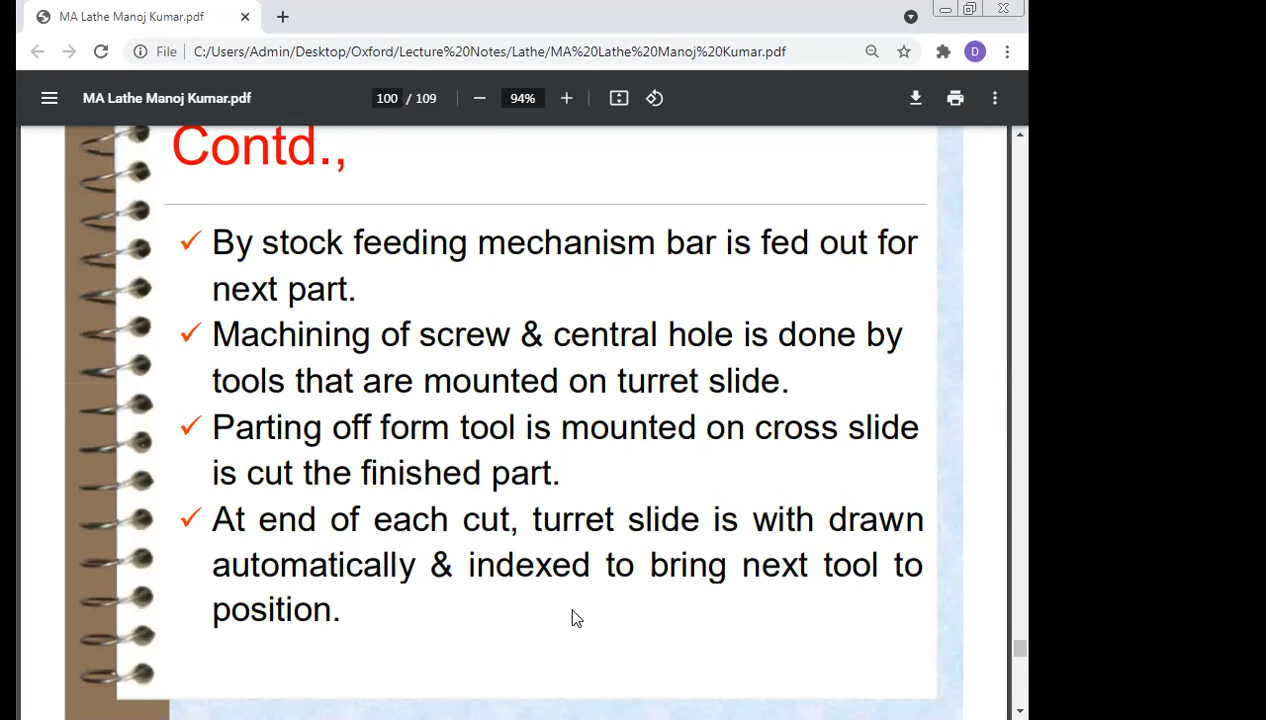 MA Lathe Manoj Kumar.pdf
File C:/Users/Admin/Desktop/Oxford/Lecture%20Notes/Lathe/MA%20Lathe%20Manoj%20Kumar.pdf
D
MA Lathe Manoj Kumar.pdf 100 / 109 94%
Contd.,
By stock feeding mechanism bar is fed out for
next part.
Machining of screw & central hole is done by
tools that are mounted on turret slide.
Parting off form tool is mounted on cross slide
is cut the finished part.
At end of each cut, turret slide is with drawn
automatically & indexed to bring next tool to
position.